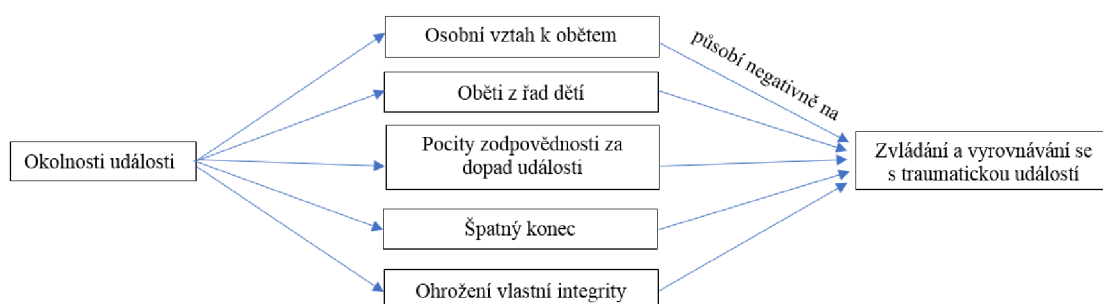 Osobní vztah k obětem
působí negativně na
Oběti z řad dětí
Okolnosti události
Pocity zodpovědnosti za
dopad události
Zvládání a vyrovnávání se
s traumatickou událostí
Špatný konec
Ohrožení vlastní integrity